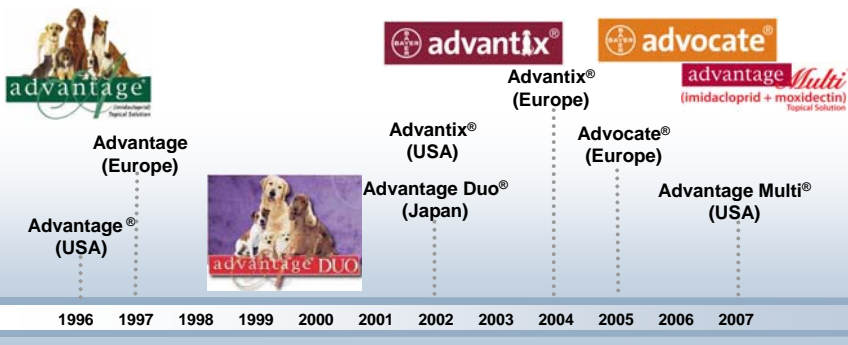 advantage®
(imidacloprid)
Topical Solution
BAYER advantix®
BAYER advocate®
advantage Multi®
(imidacloprid + moxidectin)
Topical Solution
Advantix®
(Europe)
Advantix®
(USA)
Advocate®
(Europe)
Advantage
(Europe)
Advantage Duo®
(Japan)
Advantage Multi®
(USA)
Advantage®
(USA)
advantage DUO
1996 1997 1998 1999 2000 2001 2002 2003 2004 2005 2006 2007